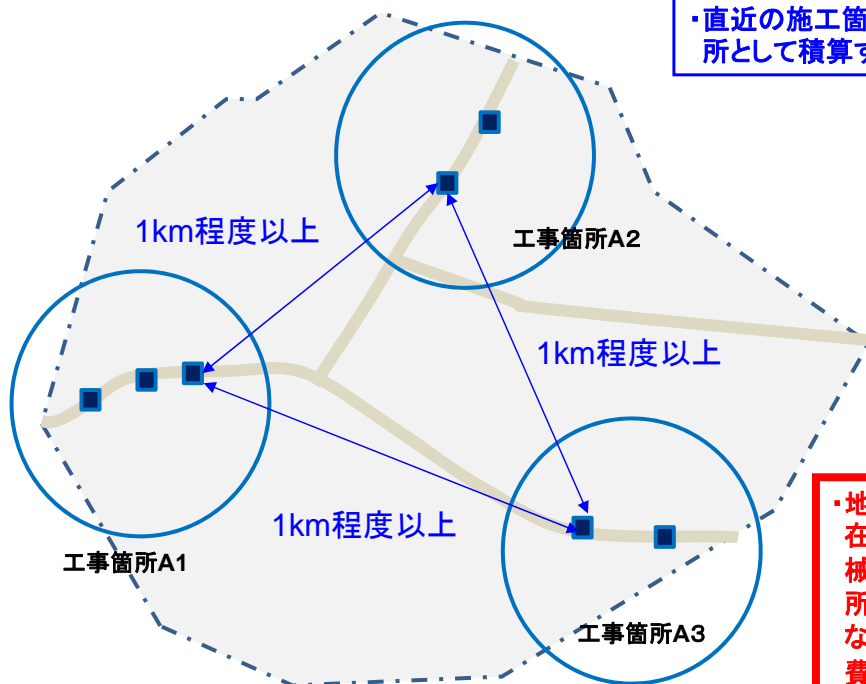 ・直近の施工箇
所として積算す
1km程度以上
工事箇所A2
1km程度以上
1km程度以上
工事箇所A1
工事箇所A3
・地
在
械
所
な
費